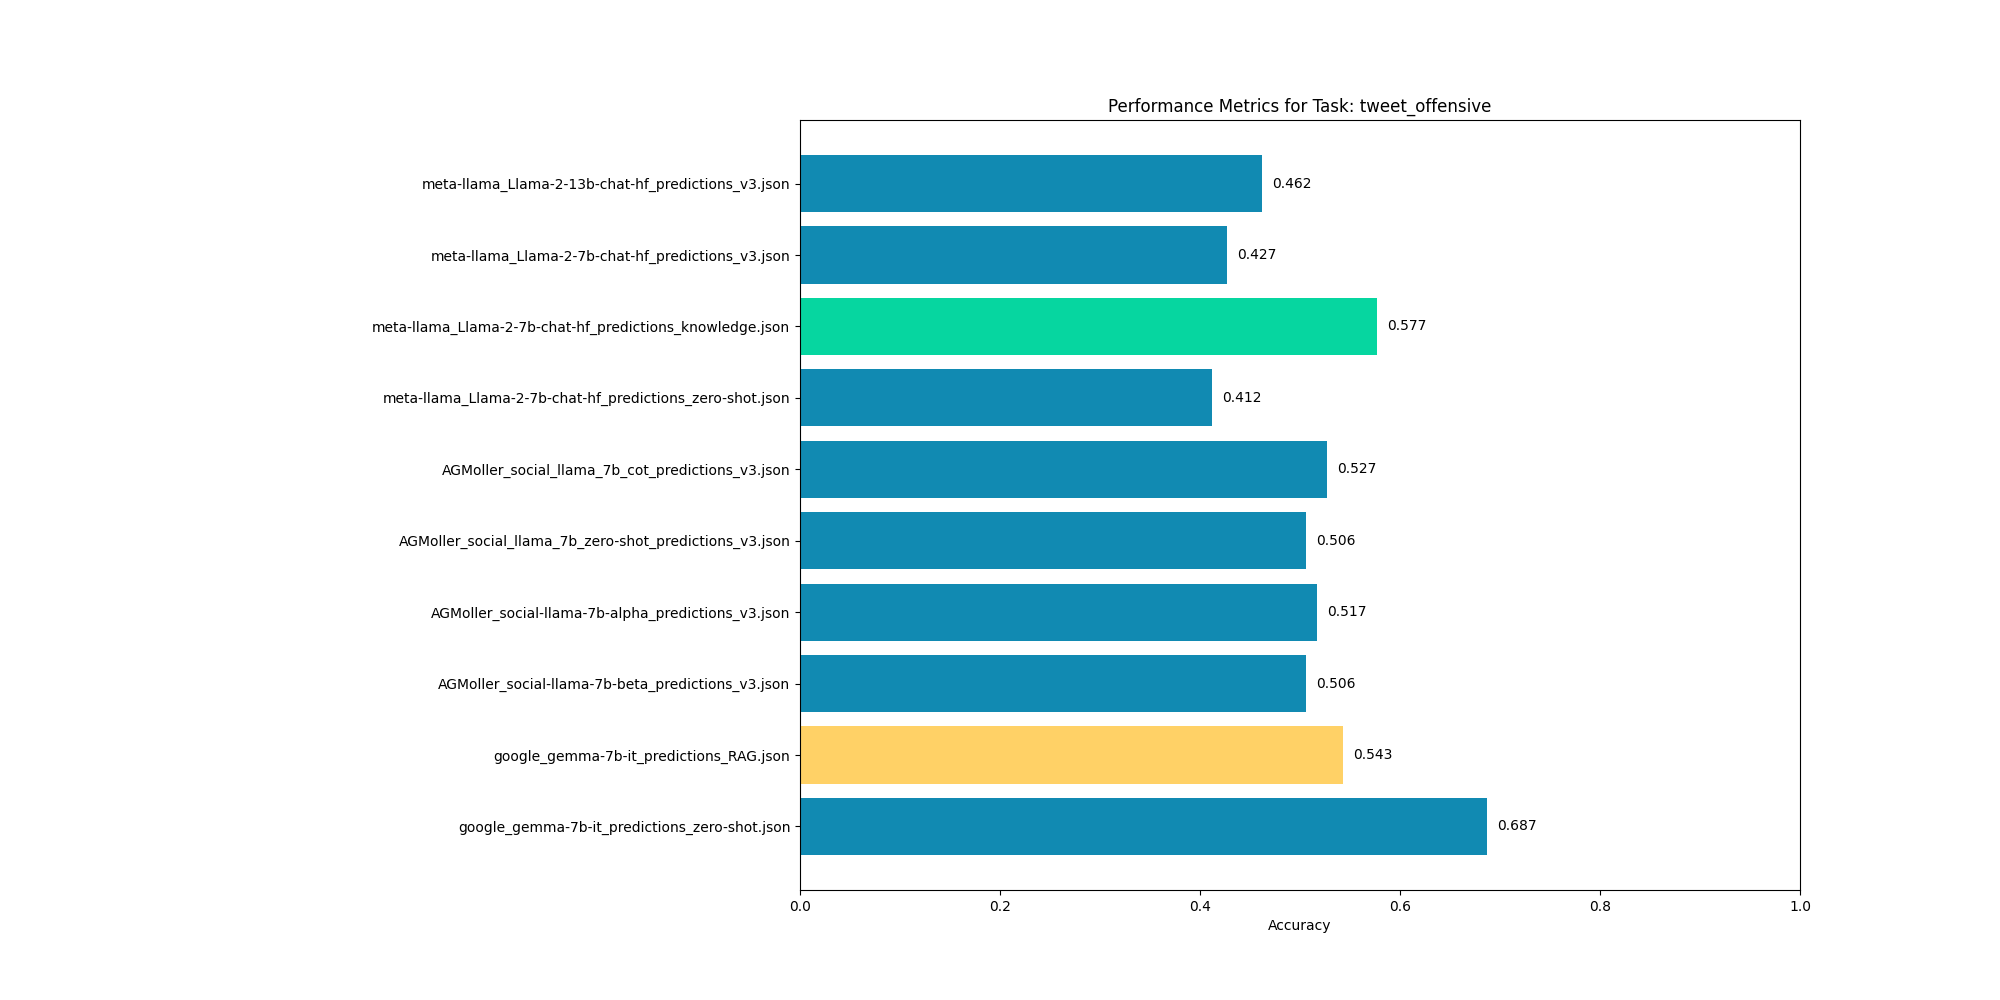 Performance Metrics for Task: tweet_offensive
meta-llama_Llama-2-13b-chat-hf_predictions_v3.json 0.462
meta-llama_Llama-2-7b-chat-hf_predictions_v3.json 0.427
meta-llama_Llama-2-7b-chat-hf_predictions_knowledge.json 0.577
meta-llama_Llama-2-7b-chat-hf_predictions_zero-shot.json 0.412
AGMoller_social_llama_7b_cot_predictions_v3.json 0.527
AGMoller_social_llama_7b_zero-shot_predictions_v3.json 0.506
AGMoller_social-llama-7b-alpha_predictions_v3.json 0.517
AGMoller_social-llama-7b-beta_predictions_v3.json 0.506
google_gemma-7b-it_predictions_RAG.json 0.543
google_gemma-7b-it_predictions_zero-shot.json 0.687
0.0 0.2 0.4 0.6 0.8 1.0
Accuracy